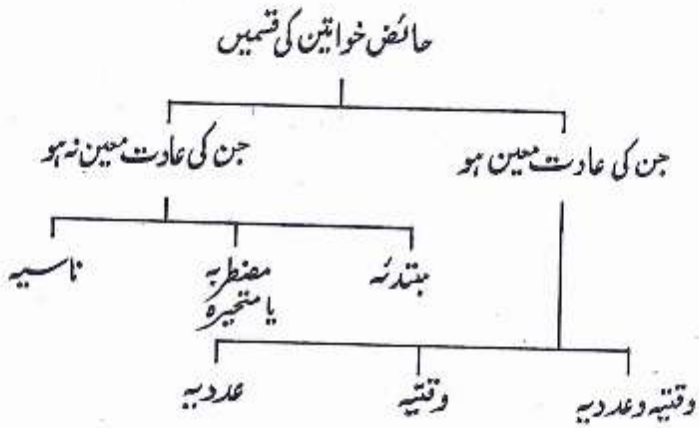 حائض خواتین کی قسمیں
جن کی عادت معین ہو
جن کی عادت معین نہ ہو
مبتدئہ
مضطربہ
یا متحیرہ
ناسیہ
وقتیہ و عددیہ
وقتیہ
عددیہ